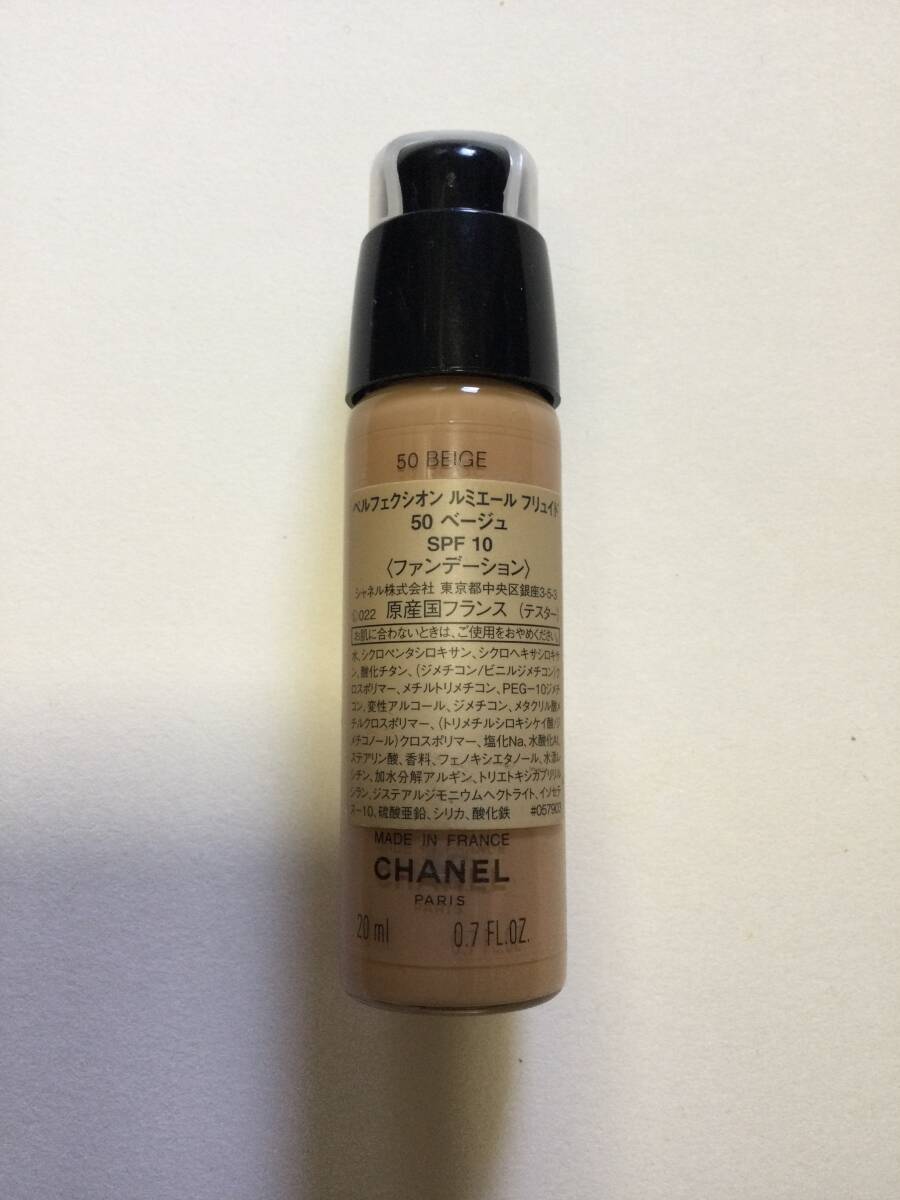 50 BEIGE
ペルフェクシオン ルミエール フリュイド
50 ベージュ
SPF 10
〈ファンデーション〉
シャネル株式会社 東京都中央区銀座3-5-3
022 原産国フランス (テスター)
お肌に合わないときは、ご使用をおやめください。
水、シクロペンタシロキサン、シクロヘキサシロキサ
ン、酸化チタン、(ジメチコン/ビニルジメチコン)ク
ロスポリマー、メチルトリメチコン、PEG-10ジメチ
コン、変性アルコール、ジメチコン、メタクリル酸メ
チルクロスポリマー、(トリメチルシロキシケイ酸/ジ
メチコノール)クロスポリマー、塩化Na、水酸化Al、
ステアリン酸、香料、フェノキシエタノール、水添レ
シチン、加水分解アルギン、トリエトキシカプリリル
シラン、ジステアルジモニウムヘクトライト、イソセテ
ス-10、硫酸亜鉛、シリカ、酸化鉄 #057903
MADE IN FRANCE
CHANEL
PARIS
20 ml 0.7 FL.OZ.